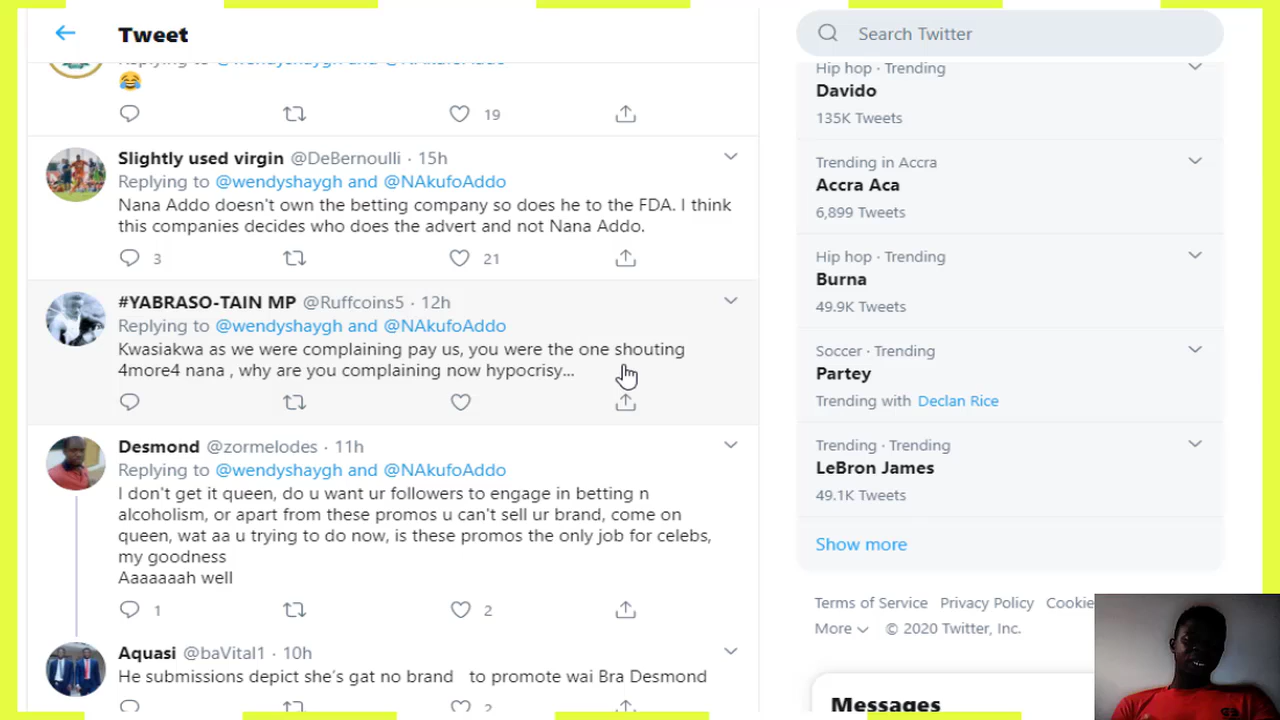 Tweet
Replying to @wendyshaygh and @NAkufoAddo
😂
19
Slightly used virgin @DeBernoulli · 15h
Replying to @wendyshaygh and @NAkufoAddo
Nana Addo doesn't own the betting company so does he to the FDA. I think
this companies decides who does the advert and not Nana Addo.
3 21
#YABRASO-TAIN MP @Ruffcoins5 · 12h
Replying to @wendyshaygh and @NAkufoAddo
Kwasiakwa as we were complaining pay us, you were the one shouting
4more4 nana , why are you complaining now hypocrisy...
Desmond @zormelodes · 11h
Replying to @wendyshaygh and @NAkufoAddo
I don't get it queen, do u want ur followers to engage in betting n
alcoholism, or apart from these promos u can't sell ur brand, come on
queen, wat aa u trying to do now, is these promos the only job for celebs,
my goodness
Aaaaaaah well
1 2
Aquasi @baVital1 · 10h
He submissions depict she's gat no brand to promote wai Bra Desmond
2
Search Twitter
Hip hop · Trending
Davido
135K Tweets
Trending in Accra
Accra Aca
6,899 Tweets
Hip hop · Trending
Burna
49.9K Tweets
Soccer · Trending
Partey
Trending with Declan Rice
Trending · Trending
LeBron James
49.1K Tweets
Show more
Terms of Service Privacy Policy Cookie
More © 2020 Twitter, Inc.
Messages